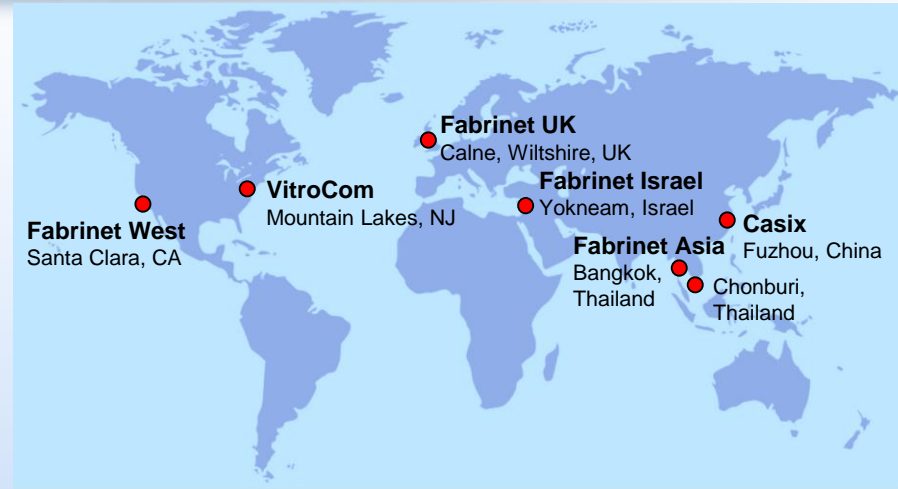 Fabrinet UK
Calne, Wiltshire, UK
VitroCom
Mountain Lakes, NJ
Fabrinet Israel
Yokneam, Israel
Fabrinet West
Santa Clara, CA
Casix
Fuzhou, China
Fabrinet Asia
Bangkok,
Thailand
Chonburi,
Thailand